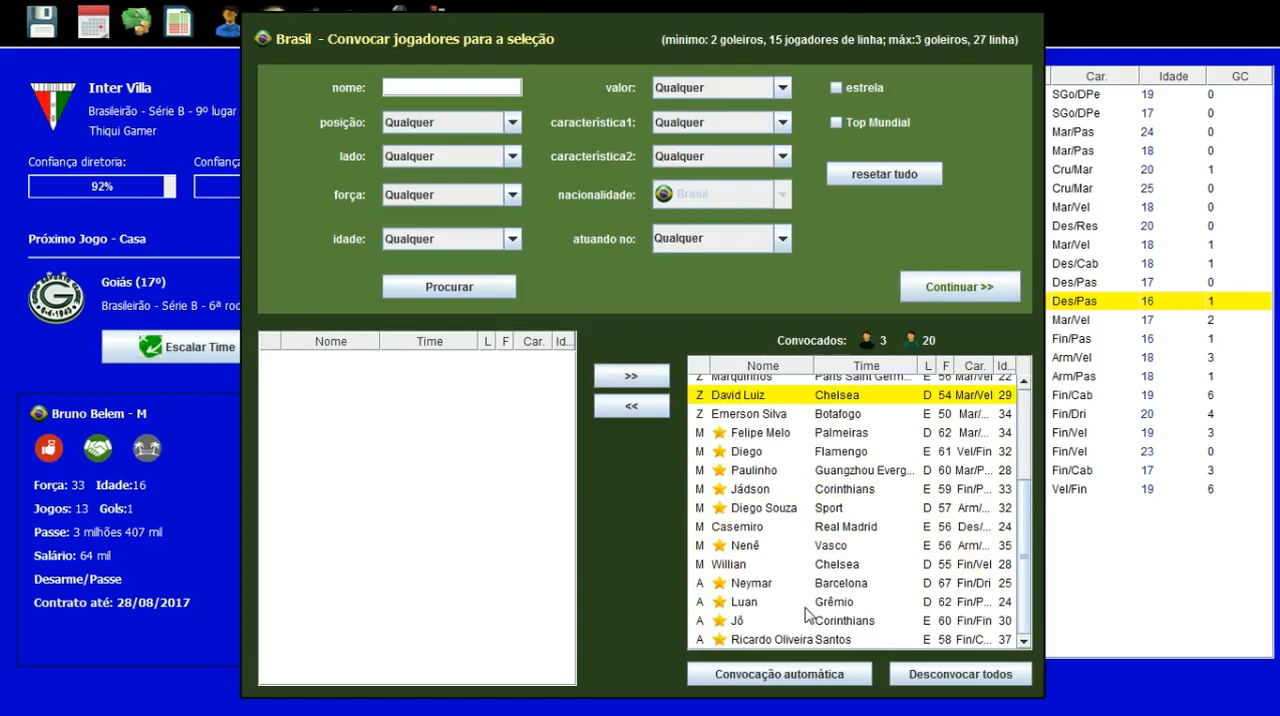 Brasil - Convocar jogadores para a seleção
(mínimo: 2 goleiros, 15 jogadores de linha; máx:3 goleiros, 27 linha)
nome:
valor: Qualquer
estrela
posição: Qualquer
característica1: Qualquer
Top Mundial
lado: Qualquer
característica2: Qualquer
resetar tudo
força: Qualquer
nacionalidade: Brasil
idade: Qualquer
atuando no: Qualquer
Procurar
Continuar >>
Inter Villa
Brasileirão - Série B - 9º lugar
Thiqui Gamer
Confiança diretoria:
Confiança
92%
Próximo Jogo - Casa
Goiás (17º)
Brasileirão - Série B - 6ª rod
Escalar Time
Bruno Belem - M
Força: 33 Idade:16
Jogos: 13 Gols:1
Passe: 3 milhões 407 mil
Salário: 64 mil
Desarme/Passe
Contrato até: 28/08/2017
Nome Time L F Car. Id...
>>
<<
Convocados: 3 20
Nome Time L F Car. Id...
Z Marquinhos Paris Saint Germ... E 56 Mar/Vel 22
Z David Luiz Chelsea D 54 Mar/Vel 29
Z Emerson Silva Botafogo E 50 Mar/... 34
M Felipe Melo Palmeiras D 62 Mar/... 34
M Diego Flamengo E 61 Vel/Fin 32
M Paulinho Guangzhou Everg... D 60 Mar/P... 28
M Jádson Corinthians E 59 Fin/P... 33
M Diego Souza Sport D 57 Arm/... 32
M Casemiro Real Madrid E 56 Des/... 24
M Nenê Vasco E 56 Arm/... 35
M Willian Chelsea D 55 Fin/Vel 28
A Neymar Barcelona D 67 Fin/Dri 25
A Luan Grêmio D 62 Fin/P... 24
A Jô Corinthians E 60 Fin/Fin 30
A Ricardo Oliveira Santos E 58 Fin/C... 37
Convocação automática
Desconvocar todos
Car. Idade GC
SGo/DPe 19 0
SGo/DPe 17 0
Mar/Pas 24 0
Mar/Pas 18 0
Cru/Mar 20 1
Cru/Mar 25 0
Mar/Vel 18 0
Des/Res 20 0
Mar/Vel 18 1
Des/Cab 18 1
Des/Pas 17 0
Des/Pas 16 1
Mar/Vel 17 2
Fin/Pas 16 1
Arm/Vel 18 3
Arm/Pas 18 1
Fin/Cab 19 6
Fin/Dri 20 4
Fin/Vel 19 3
Fin/Vel 23 0
Fin/Cab 17 3
Vel/Fin 19 6